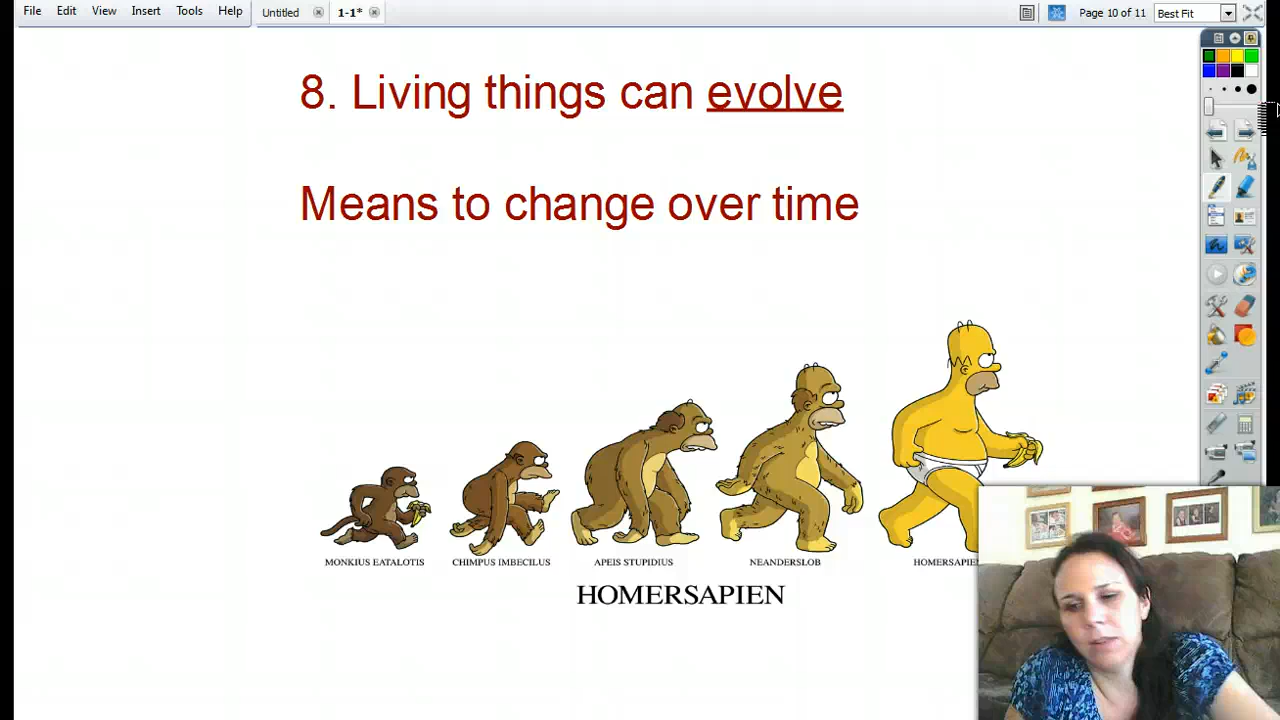 File Edit View Insert Tools Help
Untitled
1-1*
Page 10 of 11
Best Fit
8. Living things can evolve
Means to change over time
MONKIUS EATALOTIS
CHIMPUS IMBECILUS
APEIS STUPIDIUS
NEANDERSLOB
HOMERSAPIEN
HOMERSAPIEN